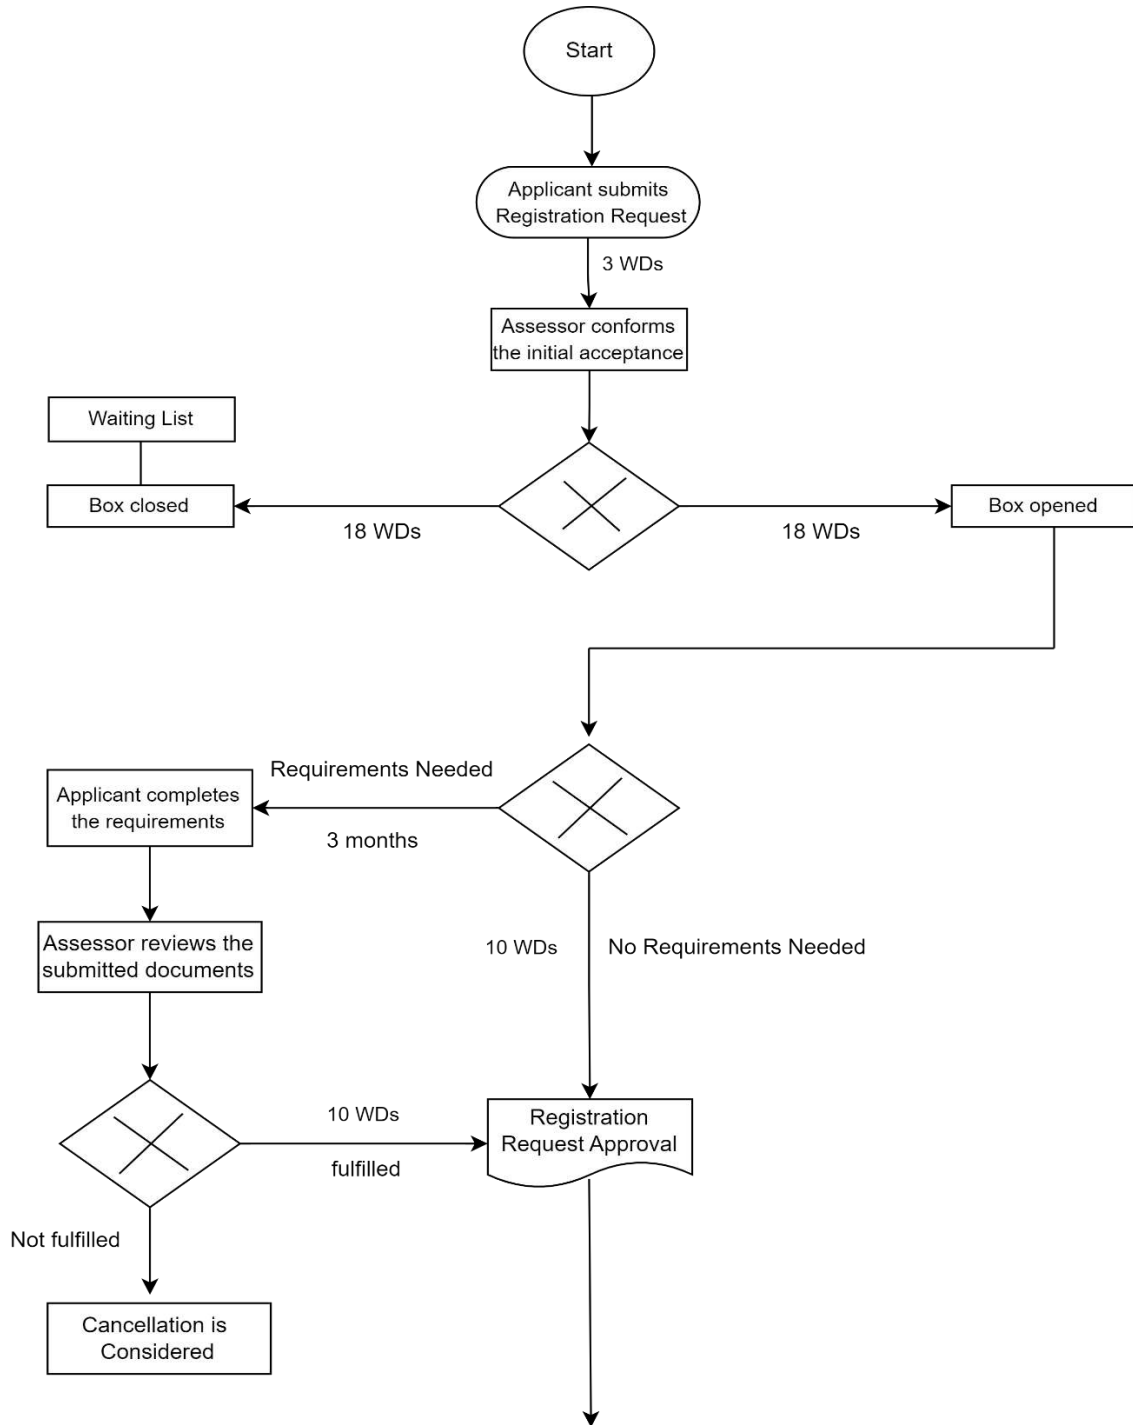 Start
Applicant submits
Registration Request
3 WDs
Assessor conforms
the initial acceptance
Waiting List
Box closed
18 WDs
18 WDs
Box opened
Requirements Needed
Applicant completes
the requirements
3 months
Assessor reviews the
submitted documents
10 WDs
No Requirements Needed
10 WDs
fulfilled
Registration
Request Approval
Not fulfilled
Cancellation is
Considered